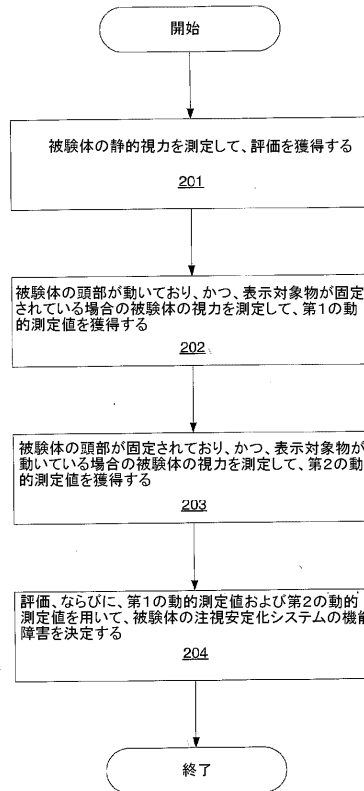 開始
被験体の静的視力を測定して、評価を獲得する
201
被験体の頭部が動いており、かつ、表示対象物が固定
されている場合の被験体の視力を測定して、第1の動
的測定値を獲得する
202
被験体の頭部が固定されており、かつ、表示対象物が
動いている場合の被験体の視力を測定して、第2の動
的測定値を獲得する
203
評価、ならびに、第1の動的測定値および第2の動的
測定値を用いて、被験体の注視安定化システムの機能
障害を決定する
204
終了